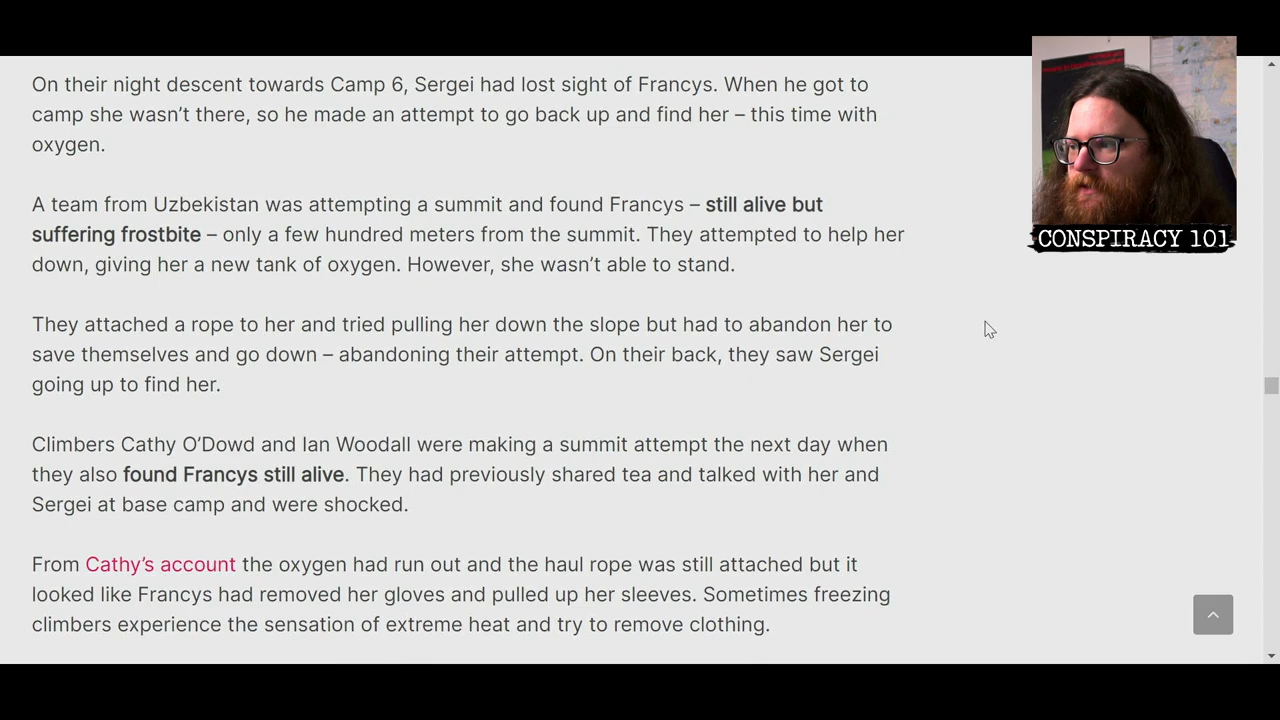 On their night descent towards Camp 6, Sergei had lost sight of Francys. When he got to
camp she wasn’t there, so he made an attempt to go back up and find her – this time with
oxygen.
A team from Uzbekistan was attempting a summit and found Francys – still alive but
suffering frostbite – only a few hundred meters from the summit. They attempted to help her
down, giving her a new tank of oxygen. However, she wasn’t able to stand.
They attached a rope to her and tried pulling her down the slope but had to abandon her to
save themselves and go down – abandoning their attempt. On their back, they saw Sergei
going up to find her.
Climbers Cathy O’Dowd and Ian Woodall were making a summit attempt the next day when
they also found Francys still alive. They had previously shared tea and talked with her and
Sergei at base camp and were shocked.
From Cathy’s account the oxygen had run out and the haul rope was still attached but it
looked like Francys had removed her gloves and pulled up her sleeves. Sometimes freezing
climbers experience the sensation of extreme heat and try to remove clothing.
CONSPIRACY 101